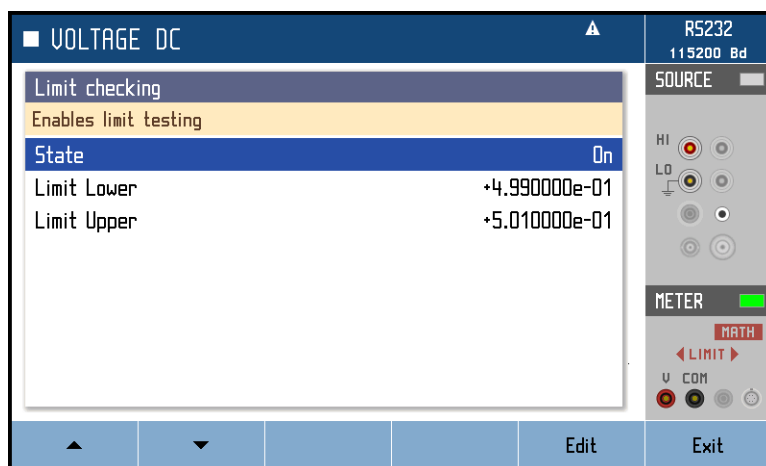 VOLTAGE DC
RS232
115200 Bd
Limit checking
Enables limit testing
State On
Limit Lower +4.990000e-01
Limit Upper +5.010000e-01
SOURCE
HI
LO
METER
MATH
LIMIT
V COM
Edit Exit